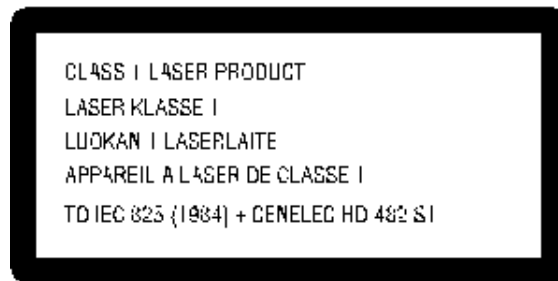 CLASS 1 LASER PRODUCT
LASER KLASSE 1
LUOKAN 1 LASERLAITE
APPAREIL A LASER DE CLASSE 1
TO IEC 825 (1984) + CENELEC HD 482 S1